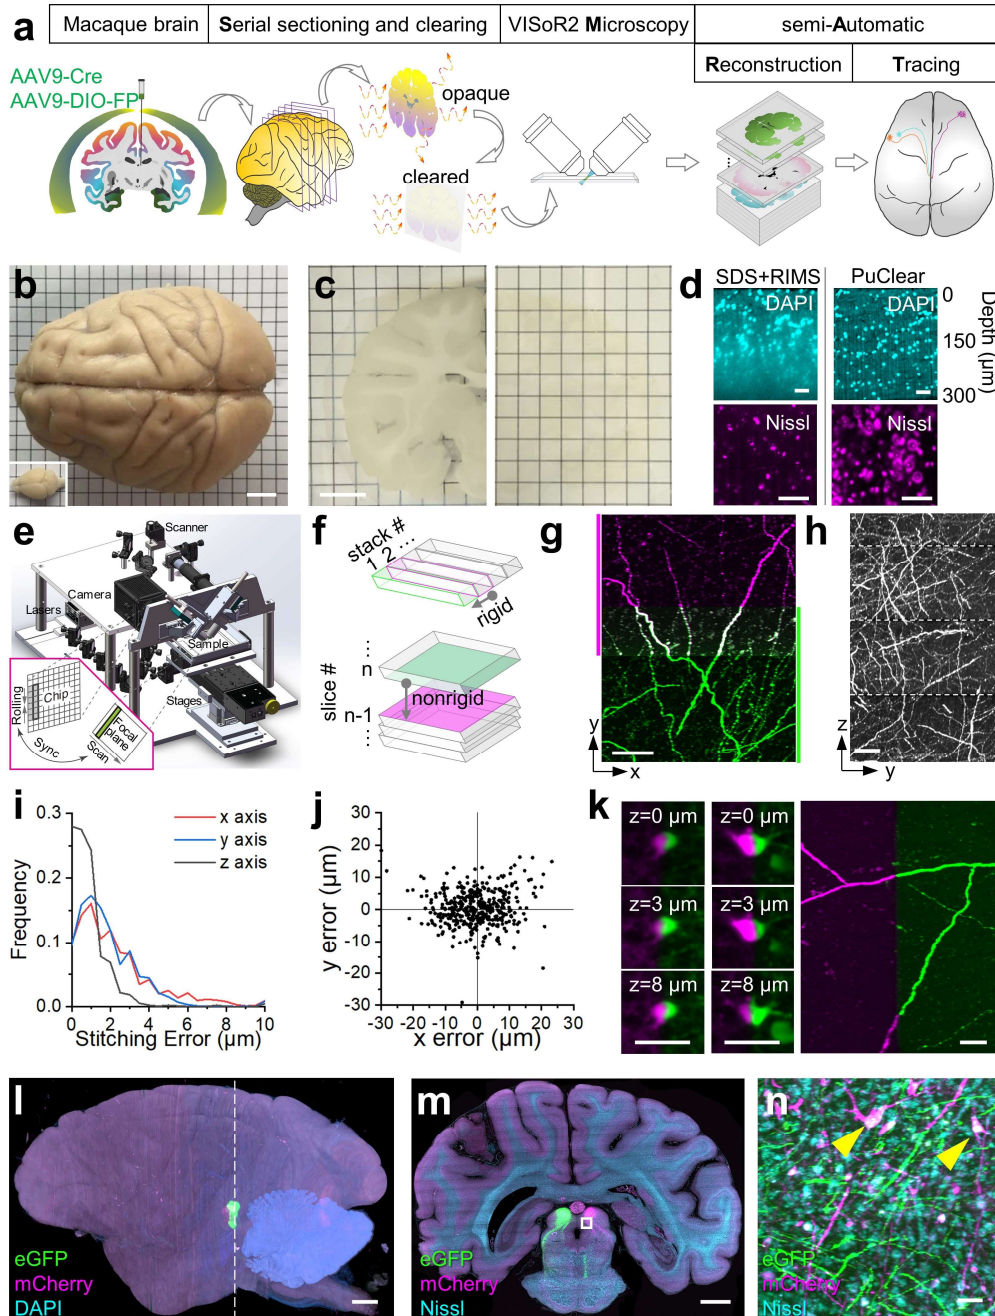 a
Macaque brain
Serial sectioning and clearing
VISoR2 Microscopy
semi-Automatic
Reconstruction
Tracing
AAV9-Cre
AAV9-DIO-FP
opaque
cleared
b
c
d
SDS+RIMS
PuClear
DAPI
DAPI
0
150
300
Depth (µm)
Nissl
Nissl
e
Scanner
Camera
Lasers
Sample
Stages
Rolling
Chip
Sync
Focal plane
Scan
f
stack #
1 2 ...
rigid
slice #
n
nonrigid
n-1
g
y
x
h
z
y
i
Frequency
0.3
0.2
0.1
0.0
0 2 4 6 8 10
Stitching Error (µm)
x axis
y axis
z axis
j
y error (µm)
30
20
10
0
-10
-20
-30
-30 -20 -10 0 10 20 30
x error (µm)
k
z=0 µm
z=0 µm
z=3 µm
z=3 µm
z=8 µm
z=8 µm
l
eGFP
mCherry
DAPI
m
eGFP
mCherry
Nissl
n
eGFP
mCherry
Nissl